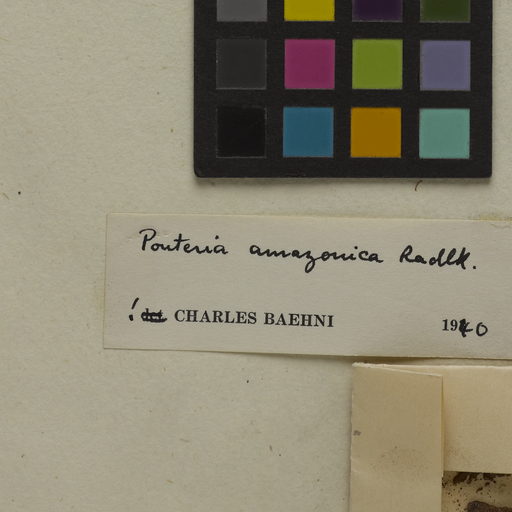 Pouteria amazonica Radlk.
! det. CHARLES BAEHNI 1940